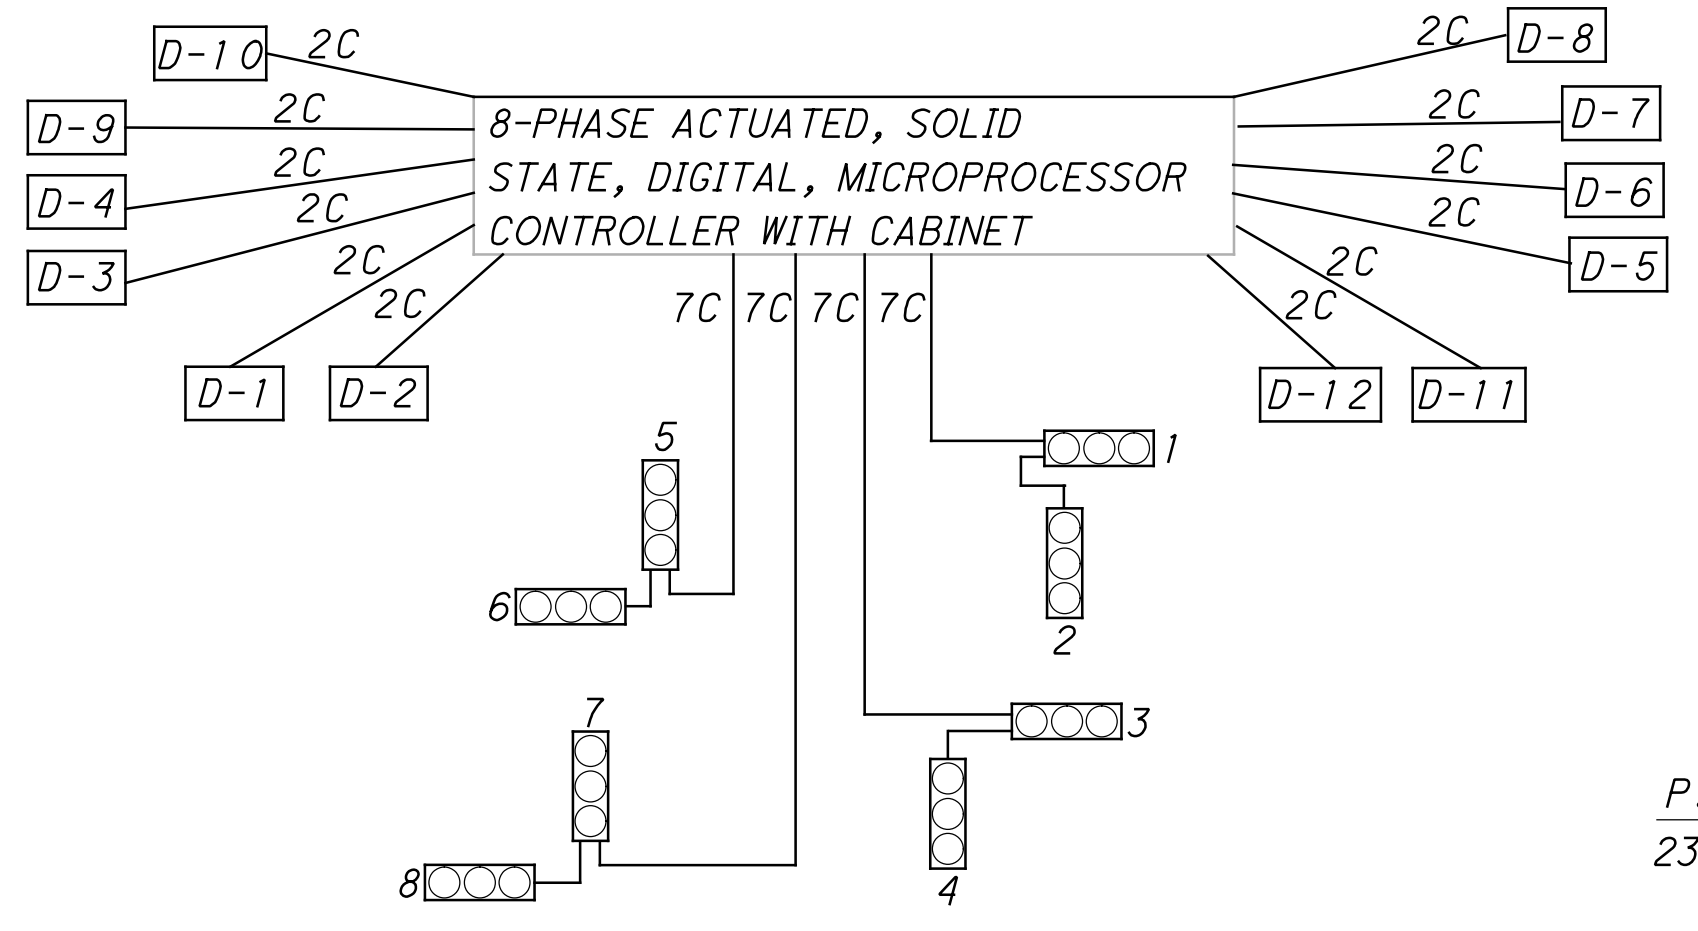 D-10
2C
2C
D-8
D-9
2C
2C
D-7
8-PHASE ACTUATED, SOLID
STATE, DIGITAL, MICROPROCESSOR
CONTROLLER WITH CABINET
D-4
2C
2C
D-6
D-3
2C
2C
D-5
2C
2C
2C
2C
7C 7C 7C 7C
D-1
D-2
D-12
D-11
5
1
6
2
7
3
8
4
P.
23